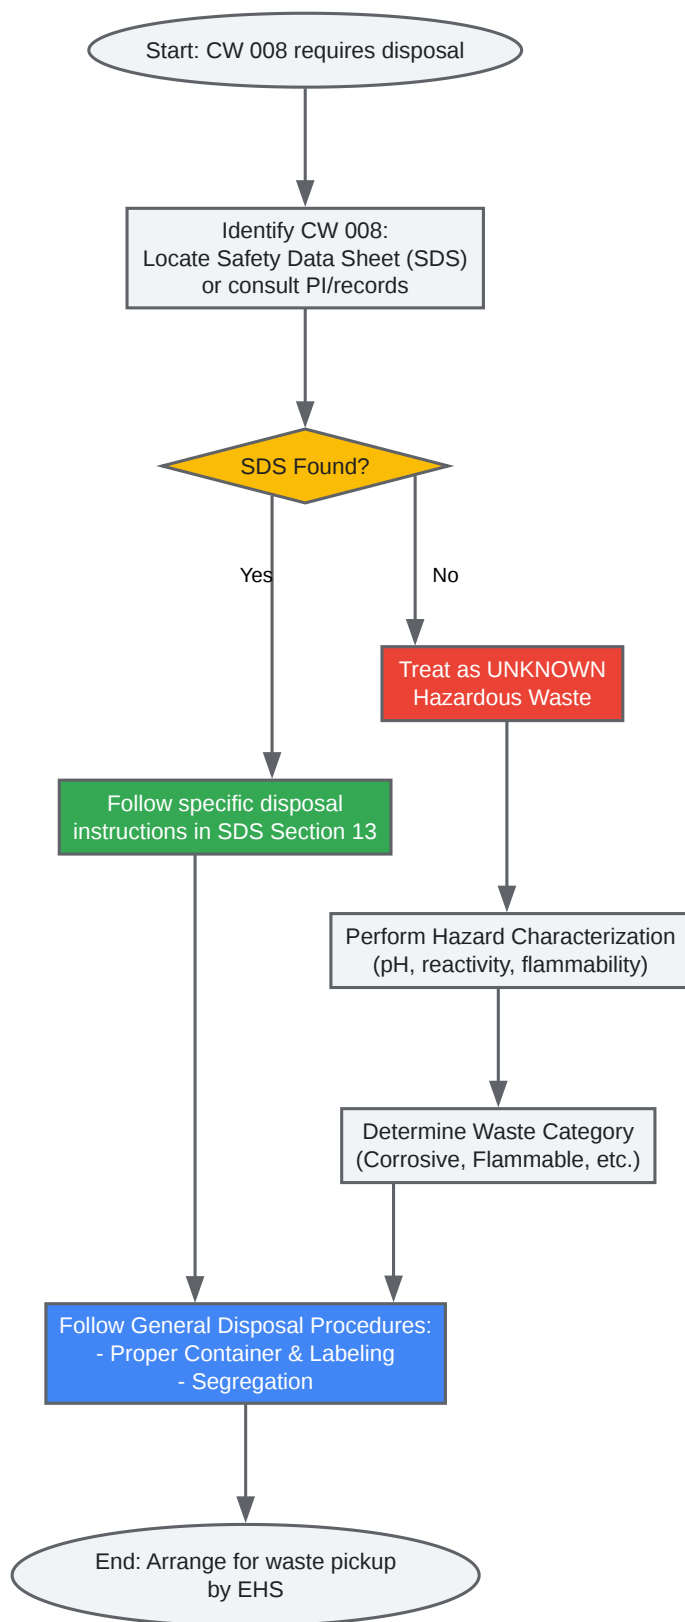 Start: CW 008 requires disposal
Identify CW 008:
Locate Safety Data Sheet (SDS)
or consult PI/records
SDS Found?
Yes
No
Treat as UNKNOWN
Hazardous Waste
Follow specific disposal
instructions in SDS Section 13
Perform Hazard Characterization
(pH, reactivity, flammability)
Determine Waste Category
(Corrosive, Flammable, etc.)
Follow General Disposal Procedures:
- Proper Container & Labeling
- Segregation
End: Arrange for waste pickup
by EHS